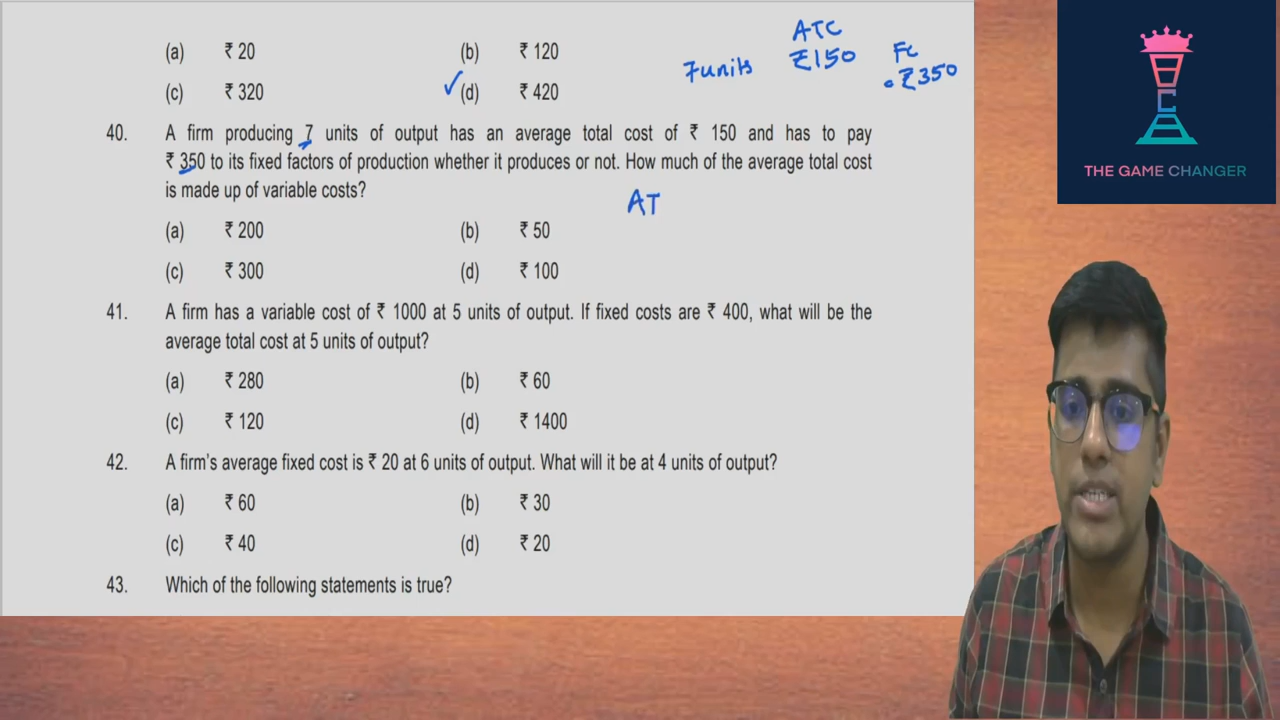 (a) ₹ 20 (b) ₹ 120
(c) ₹ 320 ✓(d) ₹ 420
7units ATC ₹150 FC ₹350
40. A firm producing 7 units of output has an average total cost of ₹ 150 and has to pay
₹ 350 to its fixed factors of production whether it produces or not. How much of the average total cost
is made up of variable costs?
AT
(a) ₹ 200 (b) ₹ 50
(c) ₹ 300 (d) ₹ 100
41. A firm has a variable cost of ₹ 1000 at 5 units of output. If fixed costs are ₹ 400, what will be the
average total cost at 5 units of output?
(a) ₹ 280 (b) ₹ 60
(c) ₹ 120 (d) ₹ 1400
42. A firm's average fixed cost is ₹ 20 at 6 units of output. What will it be at 4 units of output?
(a) ₹ 60 (b) ₹ 30
(c) ₹ 40 (d) ₹ 20
43. Which of the following statements is true?
THE GAME CHANGER